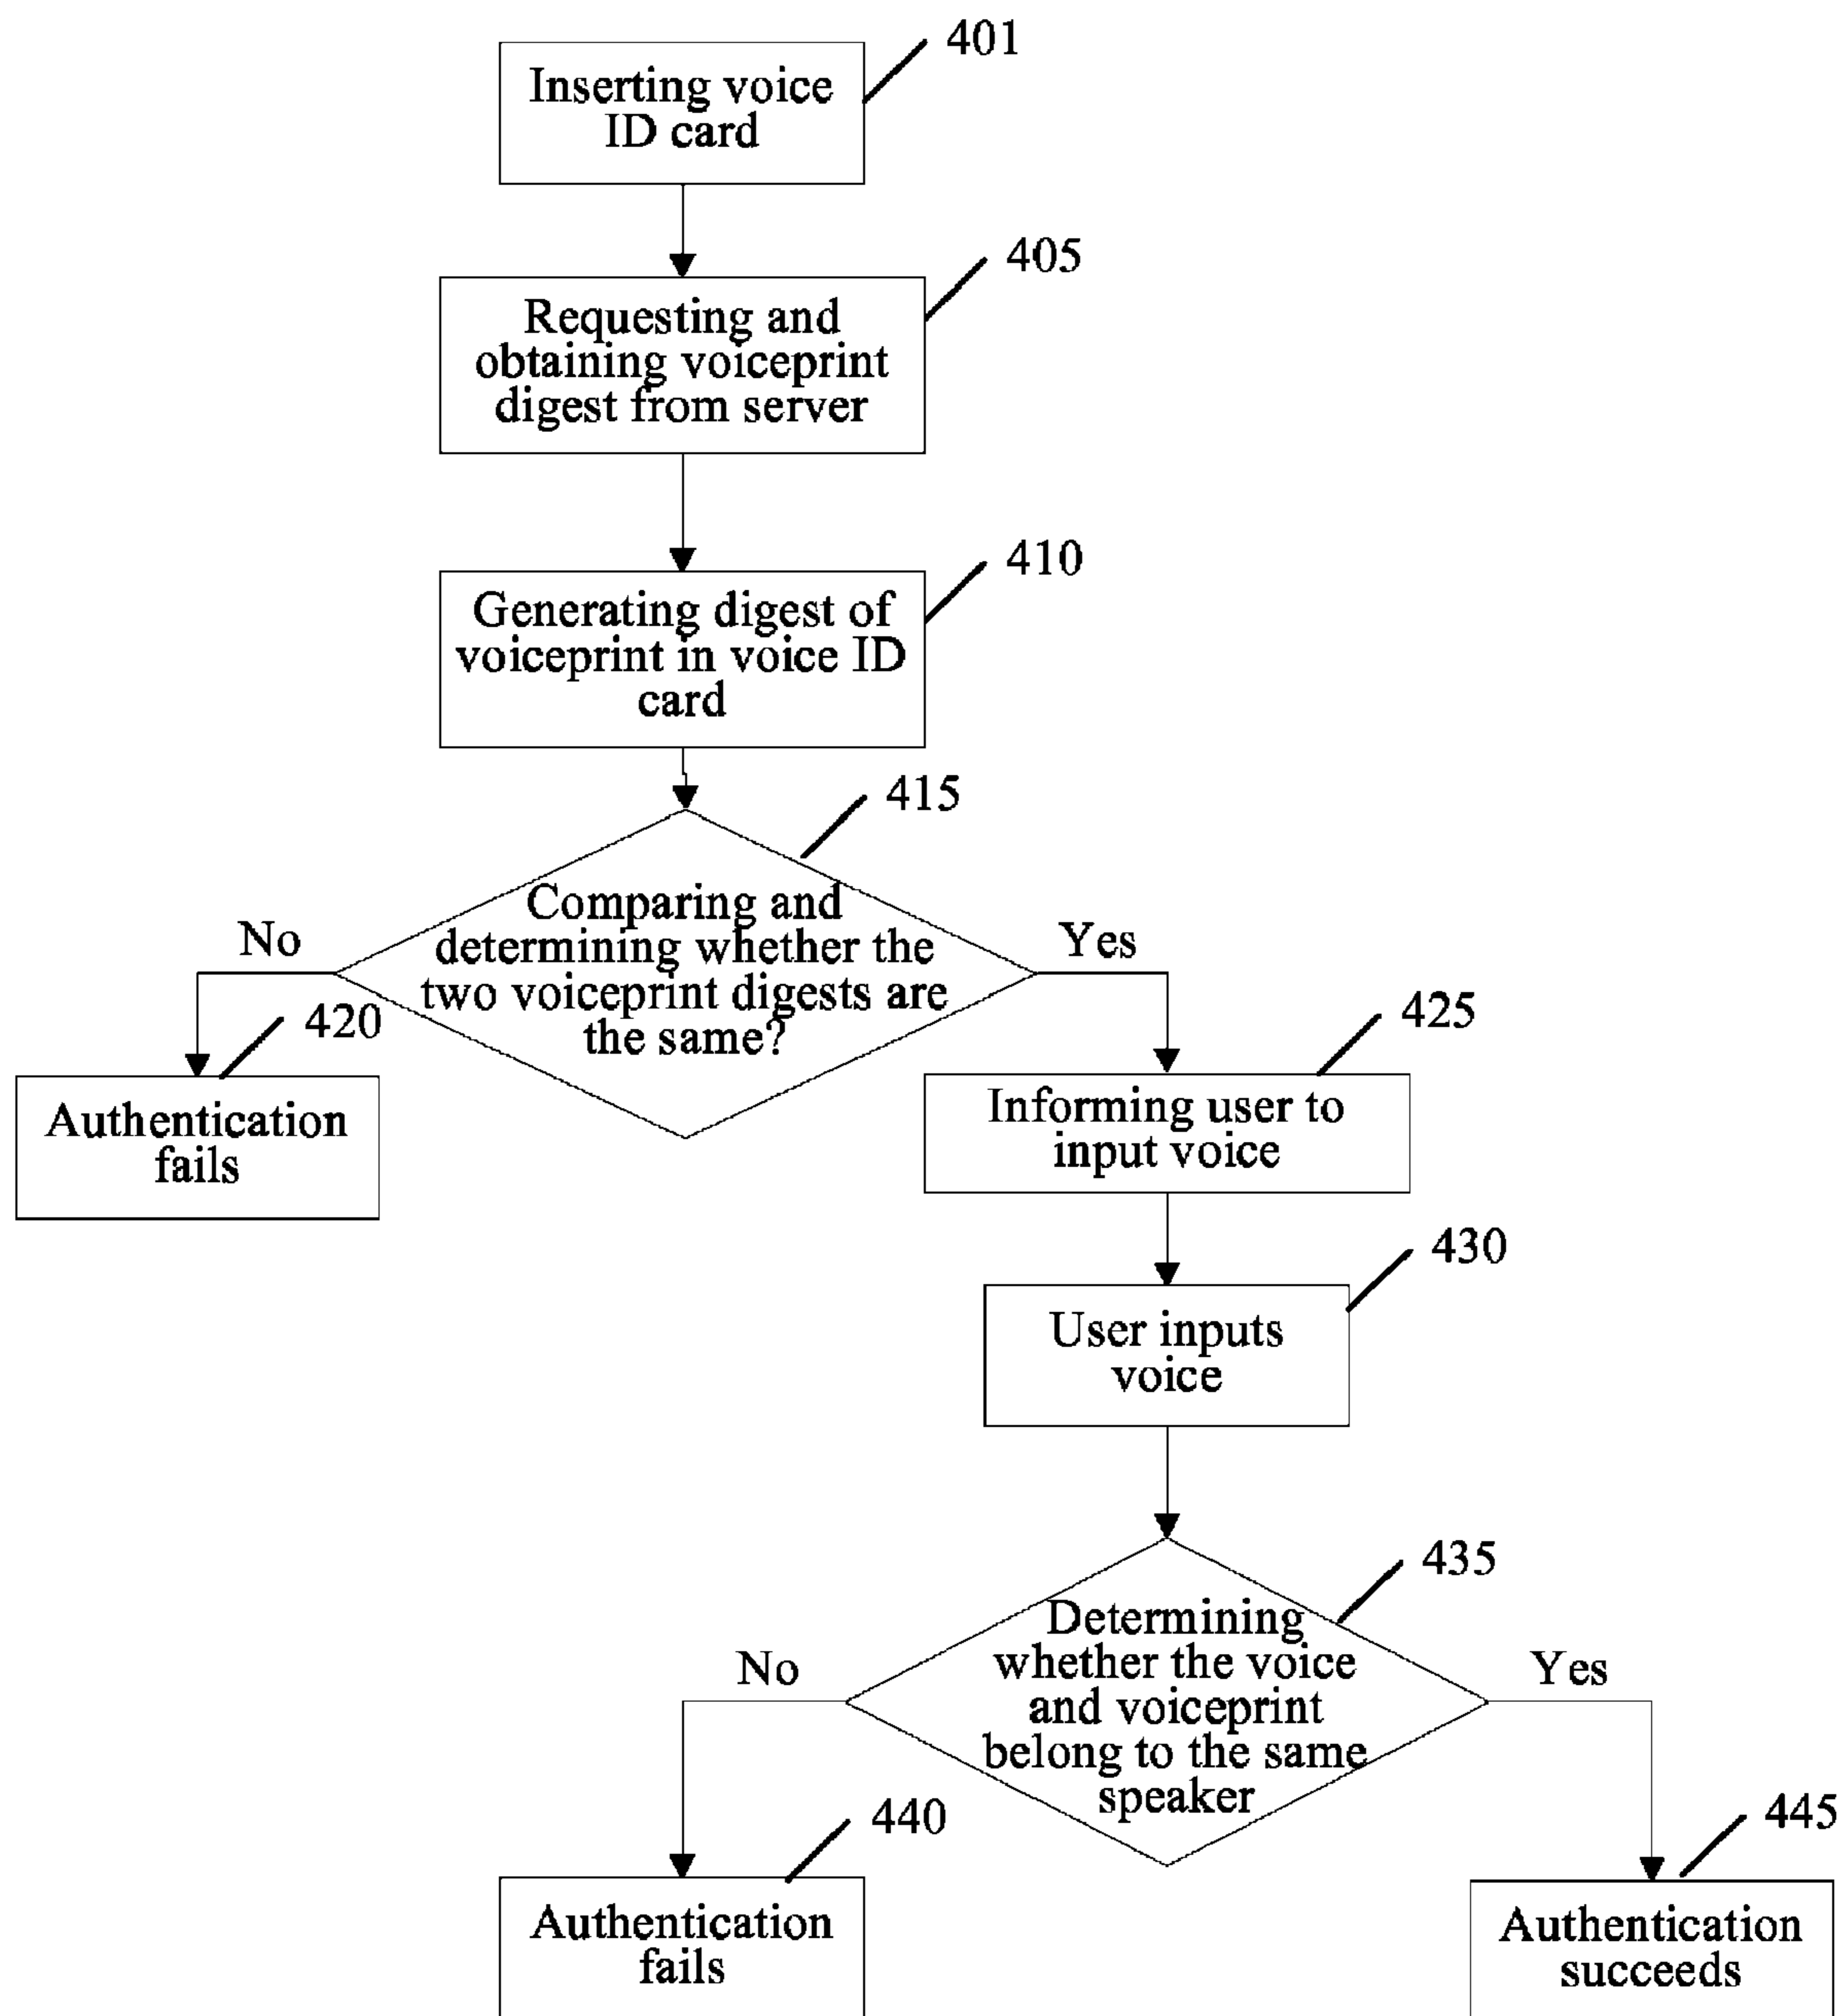 401
Inserting voice
ID card
405
Requesting and
obtaining voiceprint
digest from server
410
Generating digest of
voiceprint in voice ID
card
415
Comparing and
determining whether the
two voiceprint digests are
the same?
No
Yes
420
Authentication
fails
425
Informing user to
input voice
430
User inputs
voice
435
Determining
whether the voice
and voiceprint
belong to the same
speaker
No
Yes
440
Authentication
fails
445
Authentication
succeeds